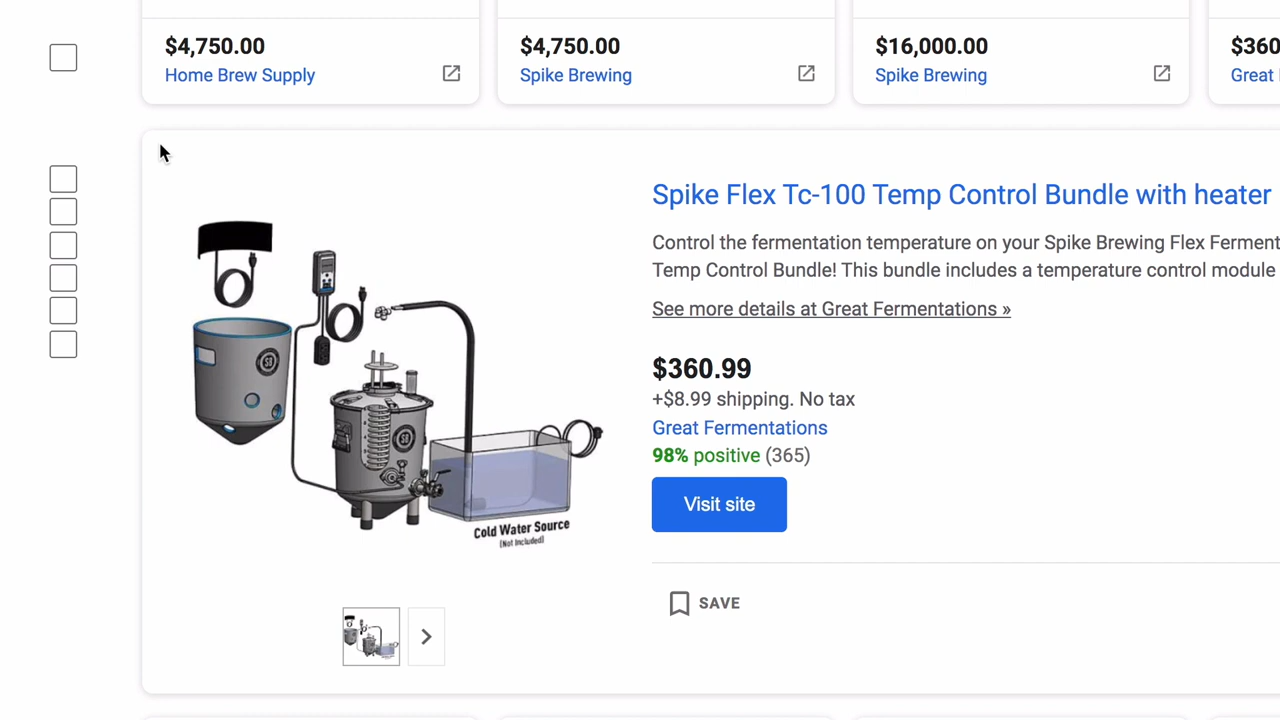 $4,750.00
Home Brew Supply
$4,750.00
Spike Brewing
$16,000.00
Spike Brewing
$360
Great
Spike Flex Tc-100 Temp Control Bundle with heater
Control the fermentation temperature on your Spike Brewing Flex Ferment
Temp Control Bundle! This bundle includes a temperature control module
See more details at Great Fermentations »
$360.99
+$8.99 shipping. No tax
Great Fermentations
98% positive (365)
Visit site
Cold Water Source
(Not Included)
SAVE